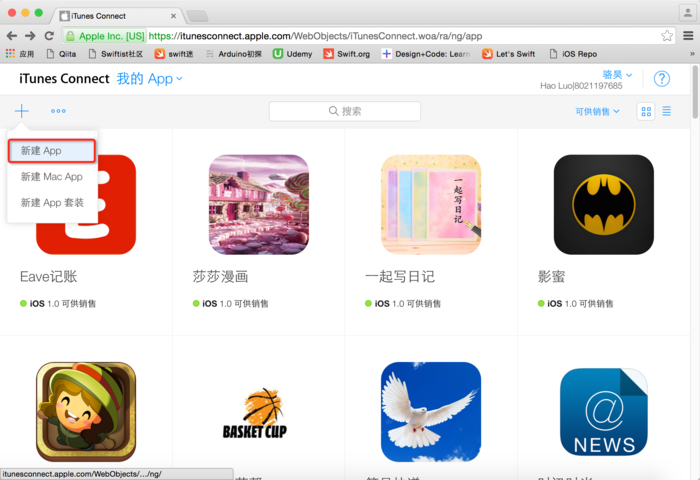 iTunes Connect
Apple Inc. [US] https://itunesconnect.apple.com/WebObjects/iTunesConnect.woa/ra/ng/app
应用 Qiita Swiftist社区 swift迷 Arduino初探 Udemy Swift.org Design+Code: Learn Let's Swift iOS Repo
iTunes Connect 我的 App
骆昊
Hao Luo|8021197685
?
搜索
可供销售
新建 App
新建 Mac App
新建 App 套装
一起写日记
Eave记账
莎莎漫画
一起写日记
影蜜
iOS 1.0 可供销售
iOS 1.0 可供销售
iOS 1.0 可供销售
iOS 1.0 可供销售
BASKET CUP
@
NEWS
itunesconnect.apple.com/WebObjects/.../ng/